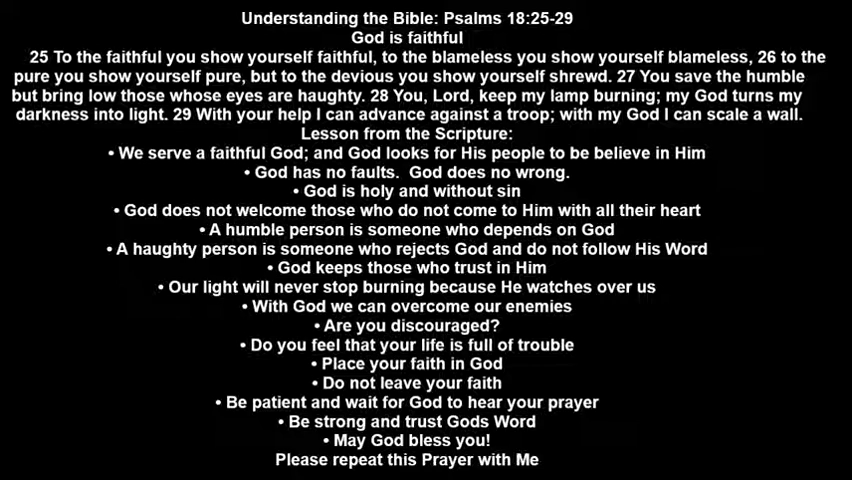 Understanding the Bible: Psalms 18:25-29
God is faithful
25 To the faithful you show yourself faithful, to the blameless you show yourself blameless, 26 to the
pure you show yourself pure, but to the devious you show yourself shrewd. 27 You save the humble
but bring low those whose eyes are haughty. 28 You, Lord, keep my lamp burning; my God turns my
darkness into light. 29 With your help I can advance against a troop; with my God I can scale a wall.
Lesson from the Scripture:
• We serve a faithful God; and God looks for His people to be believe in Him
• God has no faults.  God does no wrong.
• God is holy and without sin
• God does not welcome those who do not come to Him with all their heart
• A humble person is someone who depends on God
• A haughty person is someone who rejects God and do not follow His Word
• God keeps those who trust in Him
• Our light will never stop burning because He watches over us
• With God we can overcome our enemies
• Are you discouraged?
• Do you feel that your life is full of trouble
• Place your faith in God
• Do not leave your faith
• Be patient and wait for God to hear your prayer
• Be strong and trust Gods Word
• May God bless you!
Please repeat this Prayer with Me